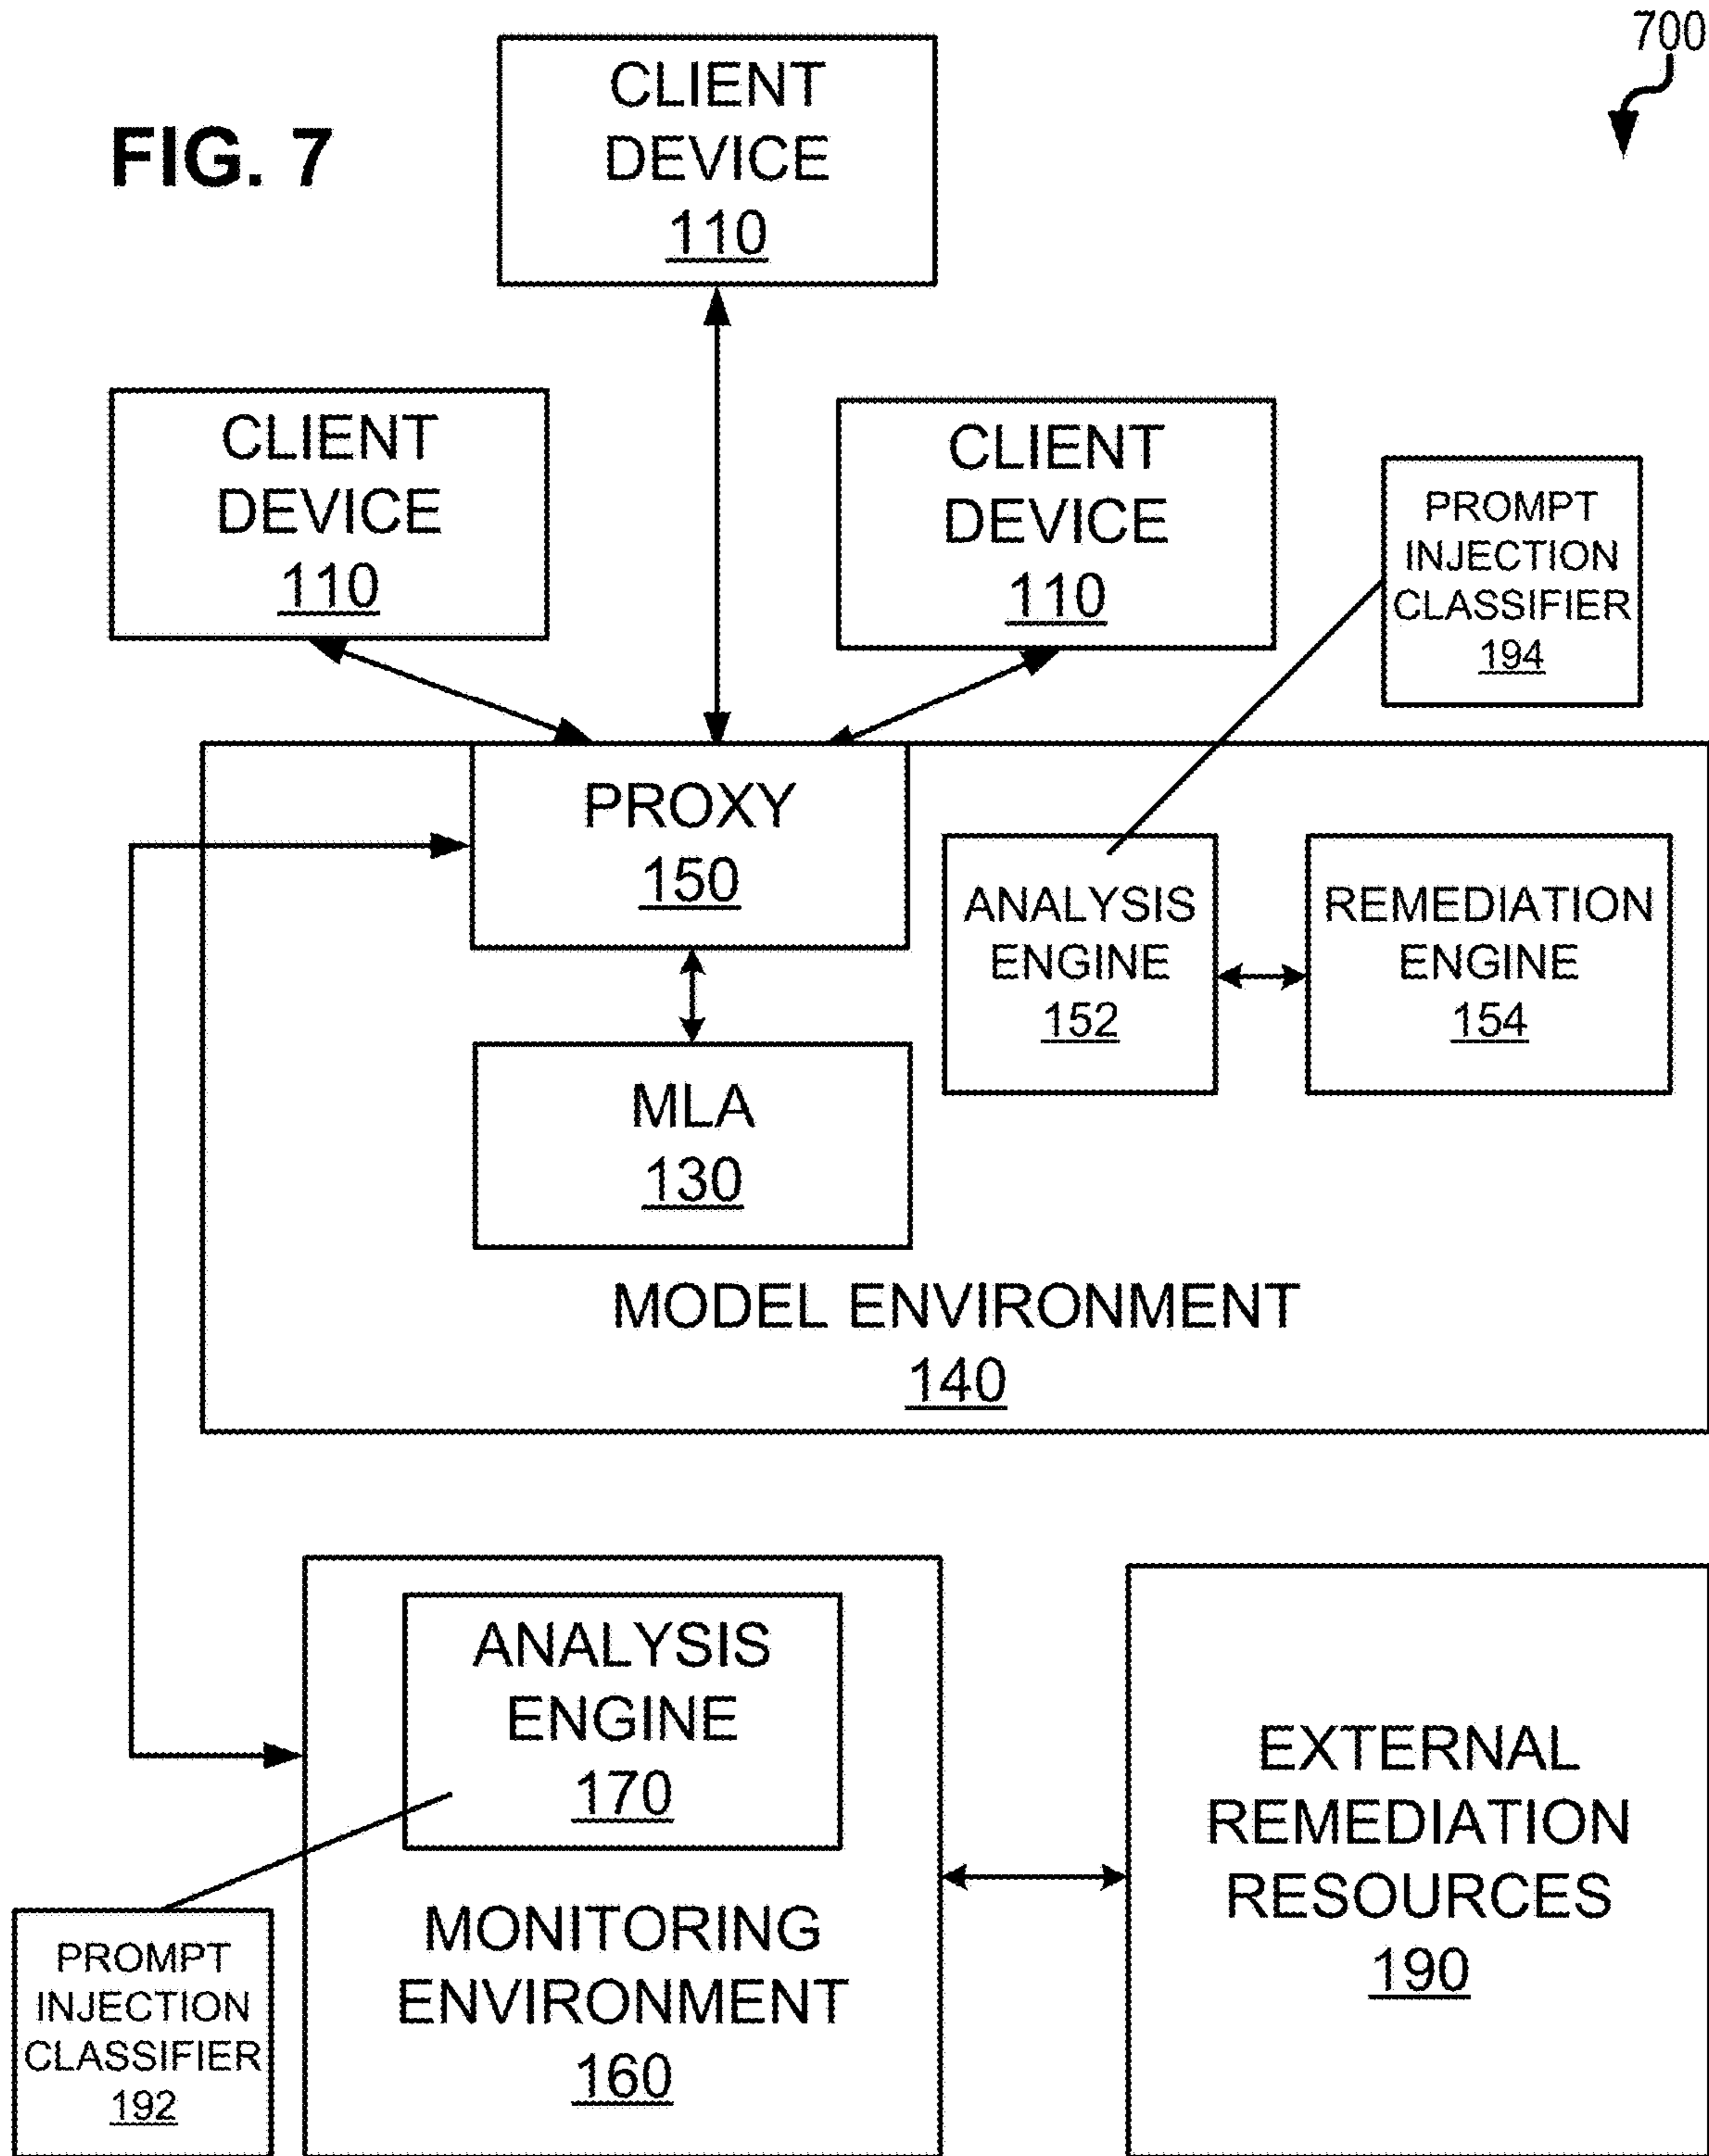 700
FIG. 7
CLIENT
DEVICE
110
CLIENT
DEVICE
110
CLIENT
DEVICE
110
PROMPT
INJECTION
CLASSIFIER
194
PROXY
150
ANALYSIS
ENGINE
152
REMEDIATION
ENGINE
154
MLA
130
MODEL ENVIRONMENT
140
ANALYSIS
ENGINE
170
MONITORING
ENVIRONMENT
160
EXTERNAL
REMEDIATION
RESOURCES
190
PROMPT
INJECTION
CLASSIFIER
192